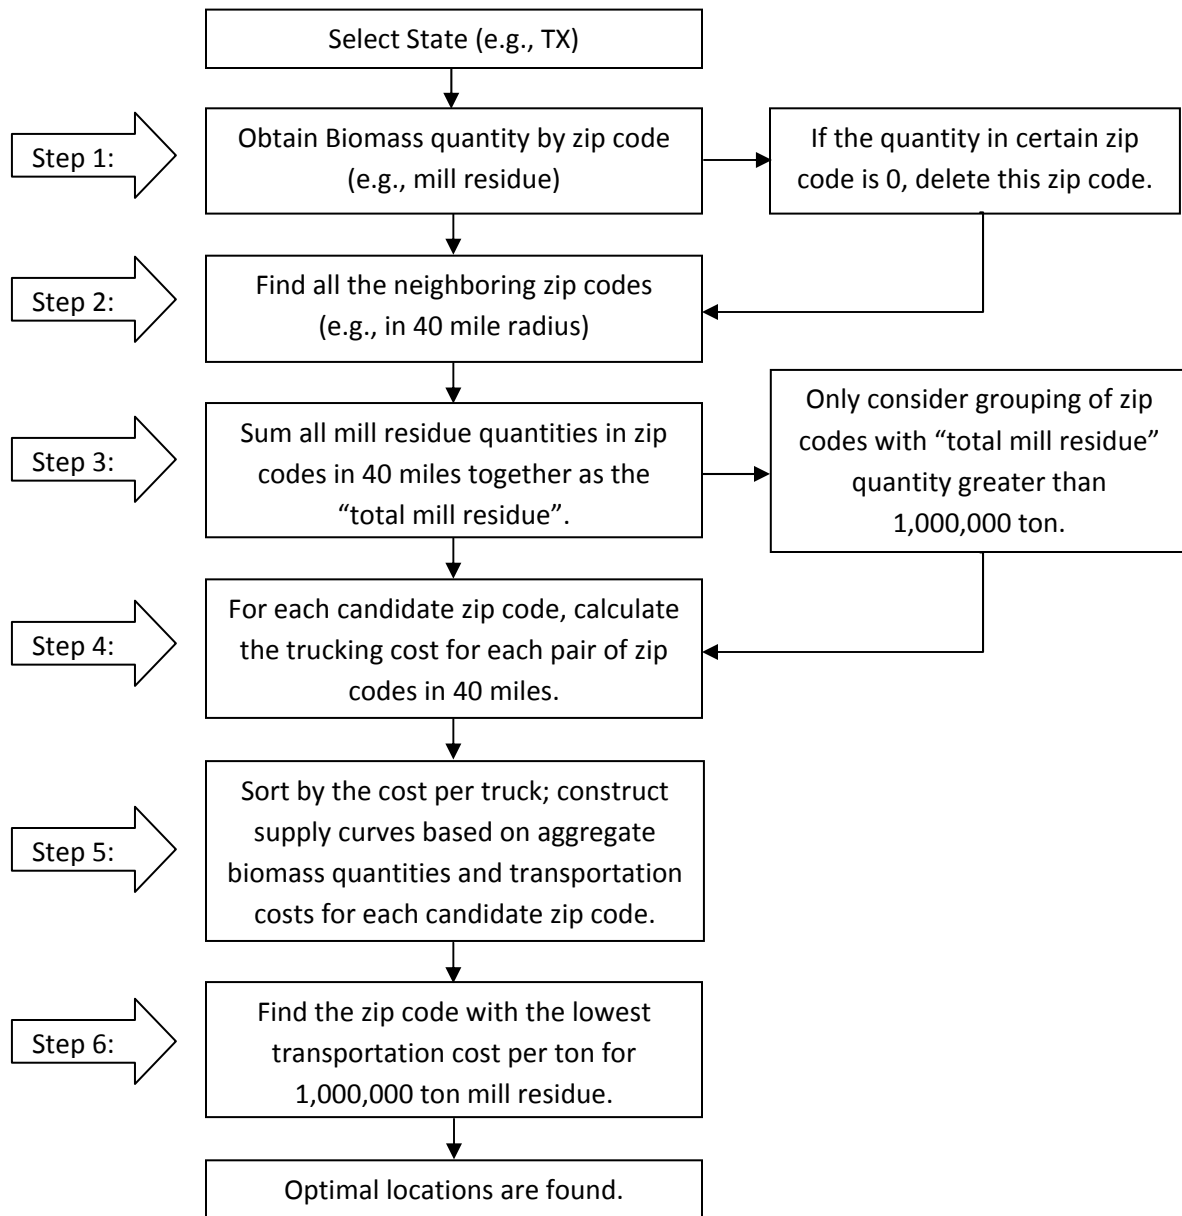 Select State (e.g., TX)
Step 1:
Obtain Biomass quantity by zip code
(e.g., mill residue)
If the quantity in certain zip
code is 0, delete this zip code.
Step 2:
Find all the neighboring zip codes
(e.g., in 40 mile radius)
Step 3:
Sum all mill residue quantities in zip
codes in 40 miles together as the
“total mill residue”.
Only consider grouping of zip
codes with “total mill residue”
quantity greater than
1,000,000 ton.
Step 4:
For each candidate zip code, calculate
the trucking cost for each pair of zip
codes in 40 miles.
Step 5:
Sort by the cost per truck; construct
supply curves based on aggregate
biomass quantities and transportation
costs for each candidate zip code.
Step 6:
Find the zip code with the lowest
transportation cost per ton for
1,000,000 ton mill residue.
Optimal locations are found.